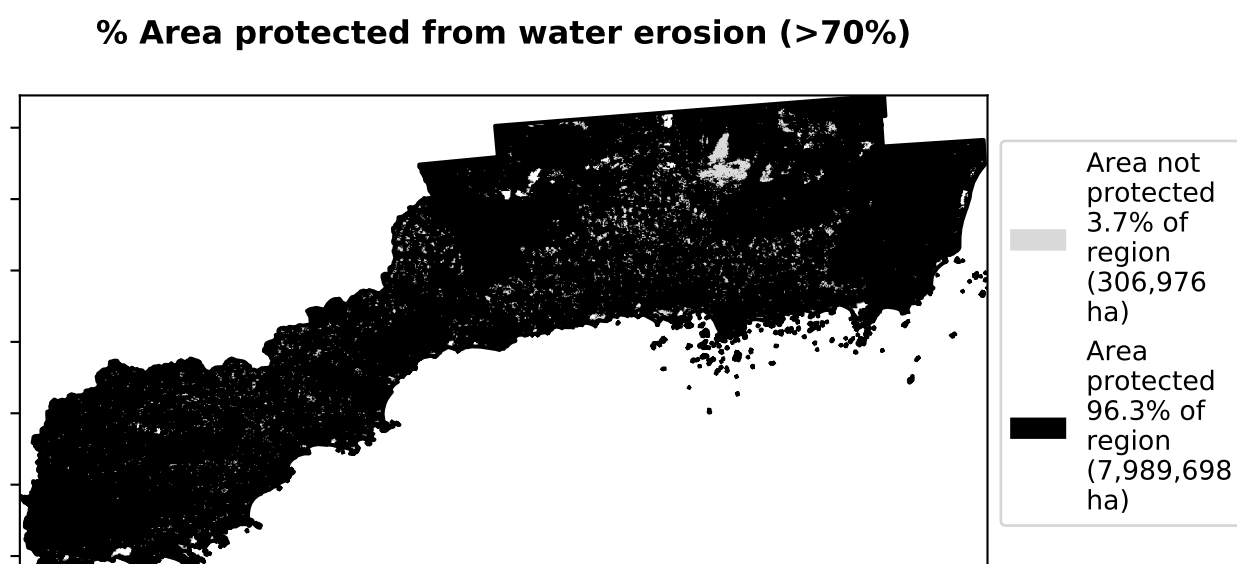 % Area protected from water erosion (>70%)
Area not
protected
3.7% of
region
(306,976
ha)
Area
protected
96.3% of
region
(7,989,698
ha)